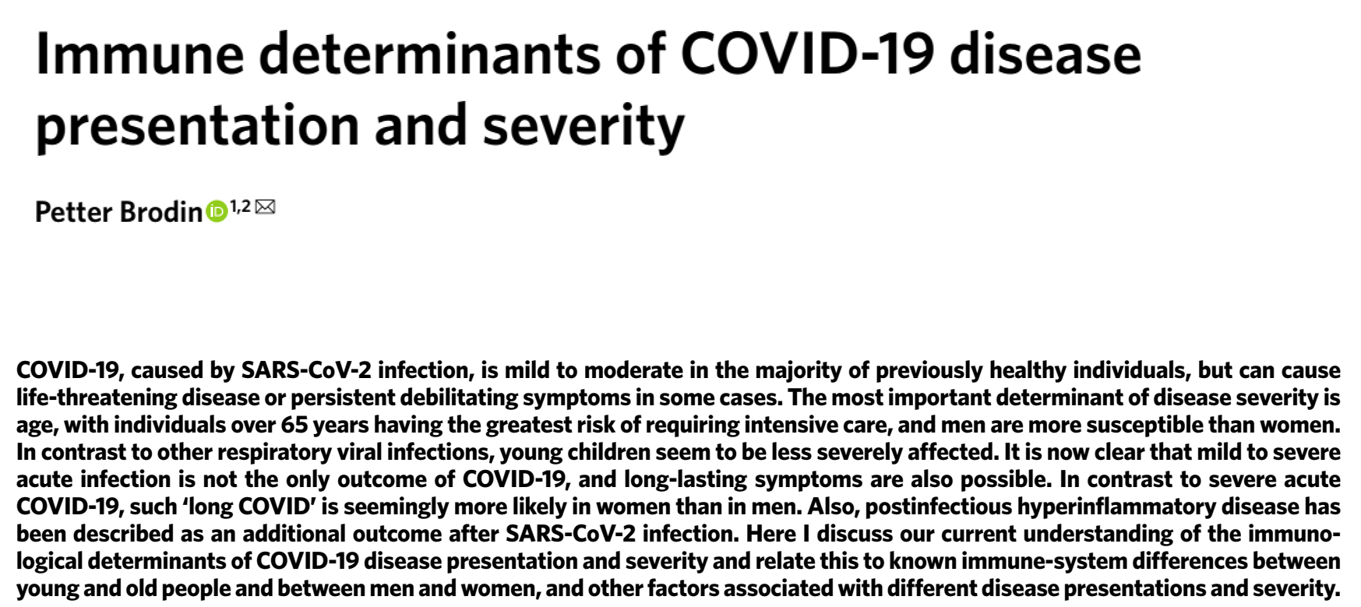 Immune determinants of COVID-19 disease
presentation and severity
Petter Brodin iD 1,2
COVID-19, caused by SARS-CoV-2 infection, is mild to moderate in the majority of previously healthy individuals, but can cause
life-threatening disease or persistent debilitating symptoms in some cases. The most important determinant of disease severity is
age, with individuals over 65 years having the greatest risk of requiring intensive care, and men are more susceptible than women.
In contrast to other respiratory viral infections, young children seem to be less severely affected. It is now clear that mild to severe
acute infection is not the only outcome of COVID-19, and long-lasting symptoms are also possible. In contrast to severe acute
COVID-19, such ‘long COVID’ is seemingly more likely in women than in men. Also, postinfectious hyperinflammatory disease has
been described as an additional outcome after SARS-CoV-2 infection. Here I discuss our current understanding of the immuno-
logical determinants of COVID-19 disease presentation and severity and relate this to known immune-system differences between
young and old people and between men and women, and other factors associated with different disease presentations and severity.